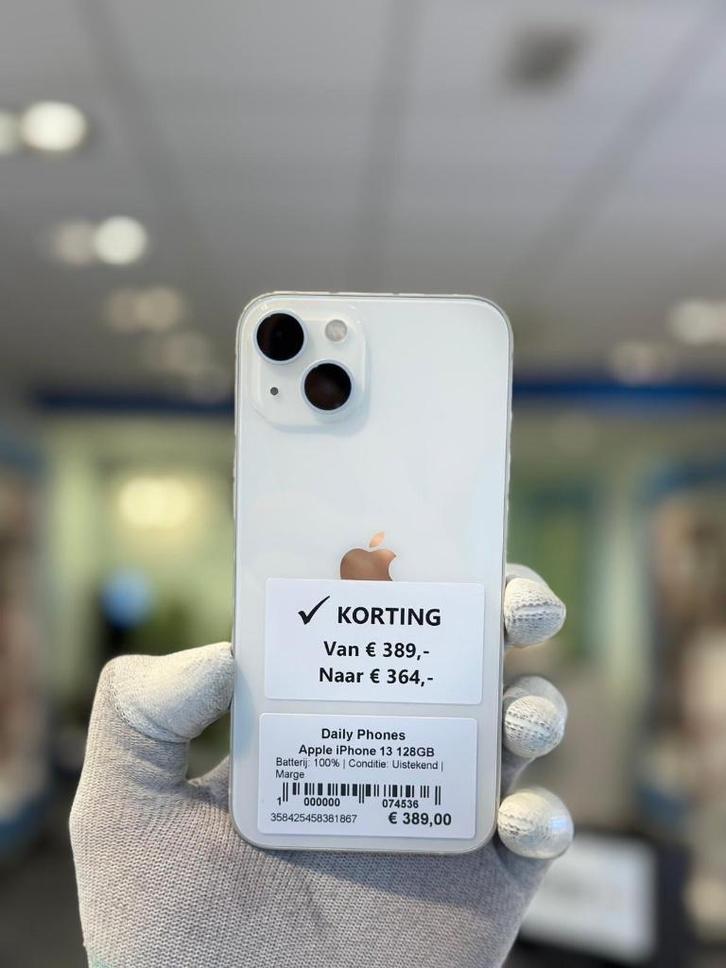 ✓ KORTING
Van € 389,-
Naar € 364,-
Daily Phones
Apple iPhone 13 128GB
Batterij: 100% | Conditie: Uistekend |
Marge
1 000000 074536
358425458381867 € 389,00